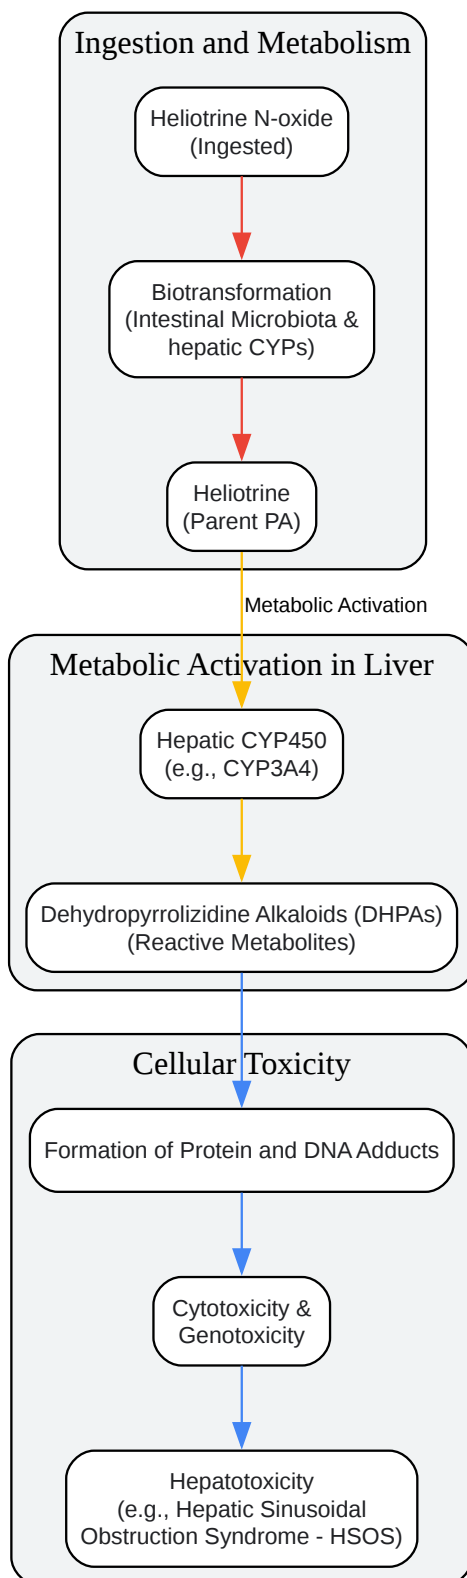 Ingestion and Metabolism
Heliotrine N-oxide
(Ingested)
Biotransformation
(Intestinal Microbiota &
hepatic CYPs)
Heliotrine
(Parent PA)
Metabolic Activation
Metabolic Activation in Liver
Hepatic CYP450
(e.g., CYP3A4)
Dehydropyrrolizidine Alkaloids (DHPAs)
(Reactive Metabolites)
Cellular Toxicity
Formation of Protein and DNA Adducts
Cytotoxicity &
Genotoxicity
Hepatotoxicity
(e.g., Hepatic Sinusoidal
Obstruction Syndrome - HSOS)